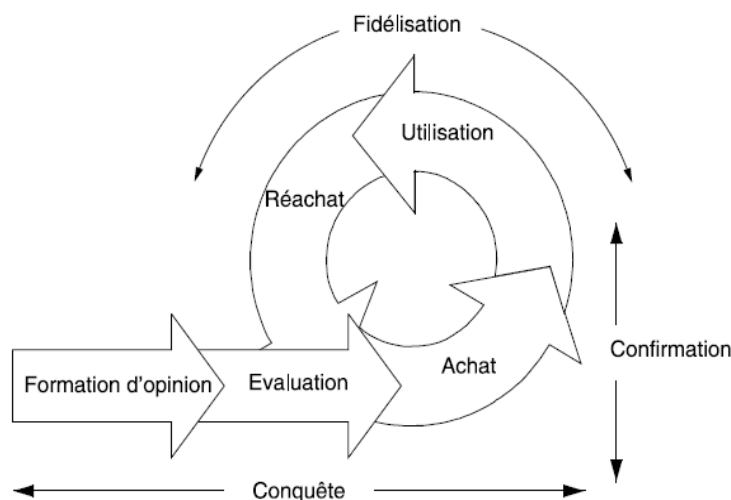 Fidélisation
Utilisation
Réachat
Confirmation
Achat
Formation d'opinion
Evaluation
Conquête